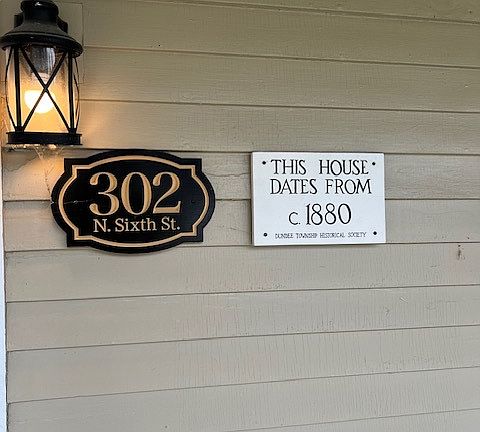 302
N. Sixth St.
THIS HOUSE
DATES FROM
c. 1880
DUNDEE TOWNSHIP HISTORICAL SOCIETY